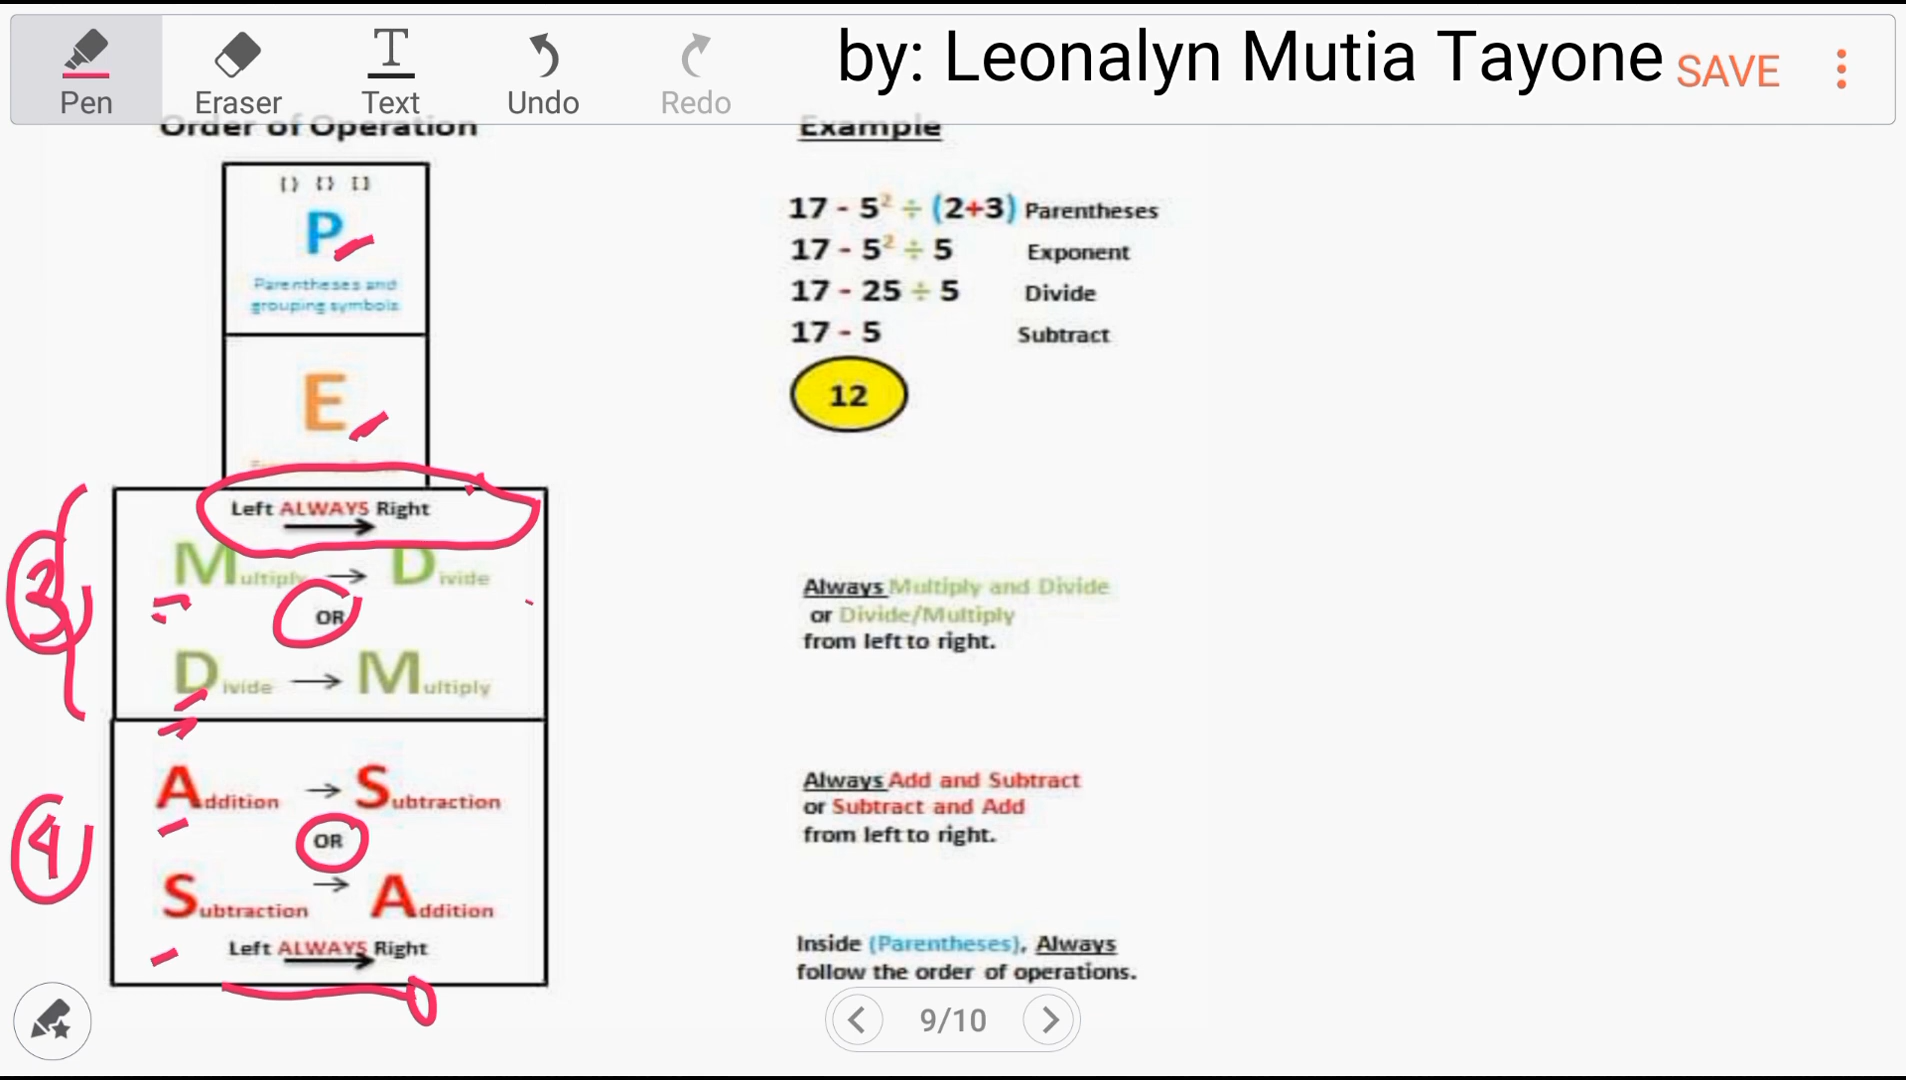 by: Leonalyn Mutia Tayone
SAVE
Pen
Eraser
Text
Undo
Redo
Order of Operation
( ) { } [ ]
P
Parentheses and
grouping symbols
E
Left ALWAYS Right
Multiply → Divide
OR
Divide → Multiply
3
Addition → Subtraction
OR
Subtraction → Addition
Left ALWAYS Right
4
Example
17 - 5² ÷ (2+3) Parentheses
17 - 5² ÷ 5 Exponent
17 - 25 ÷ 5 Divide
17 - 5 Subtract
12
Always Multiply and Divide
or Divide/Multiply
from left to right.
Always Add and Subtract
or Subtract and Add
from left to right.
Inside (Parentheses), Always
follow the order of operations.
9/10